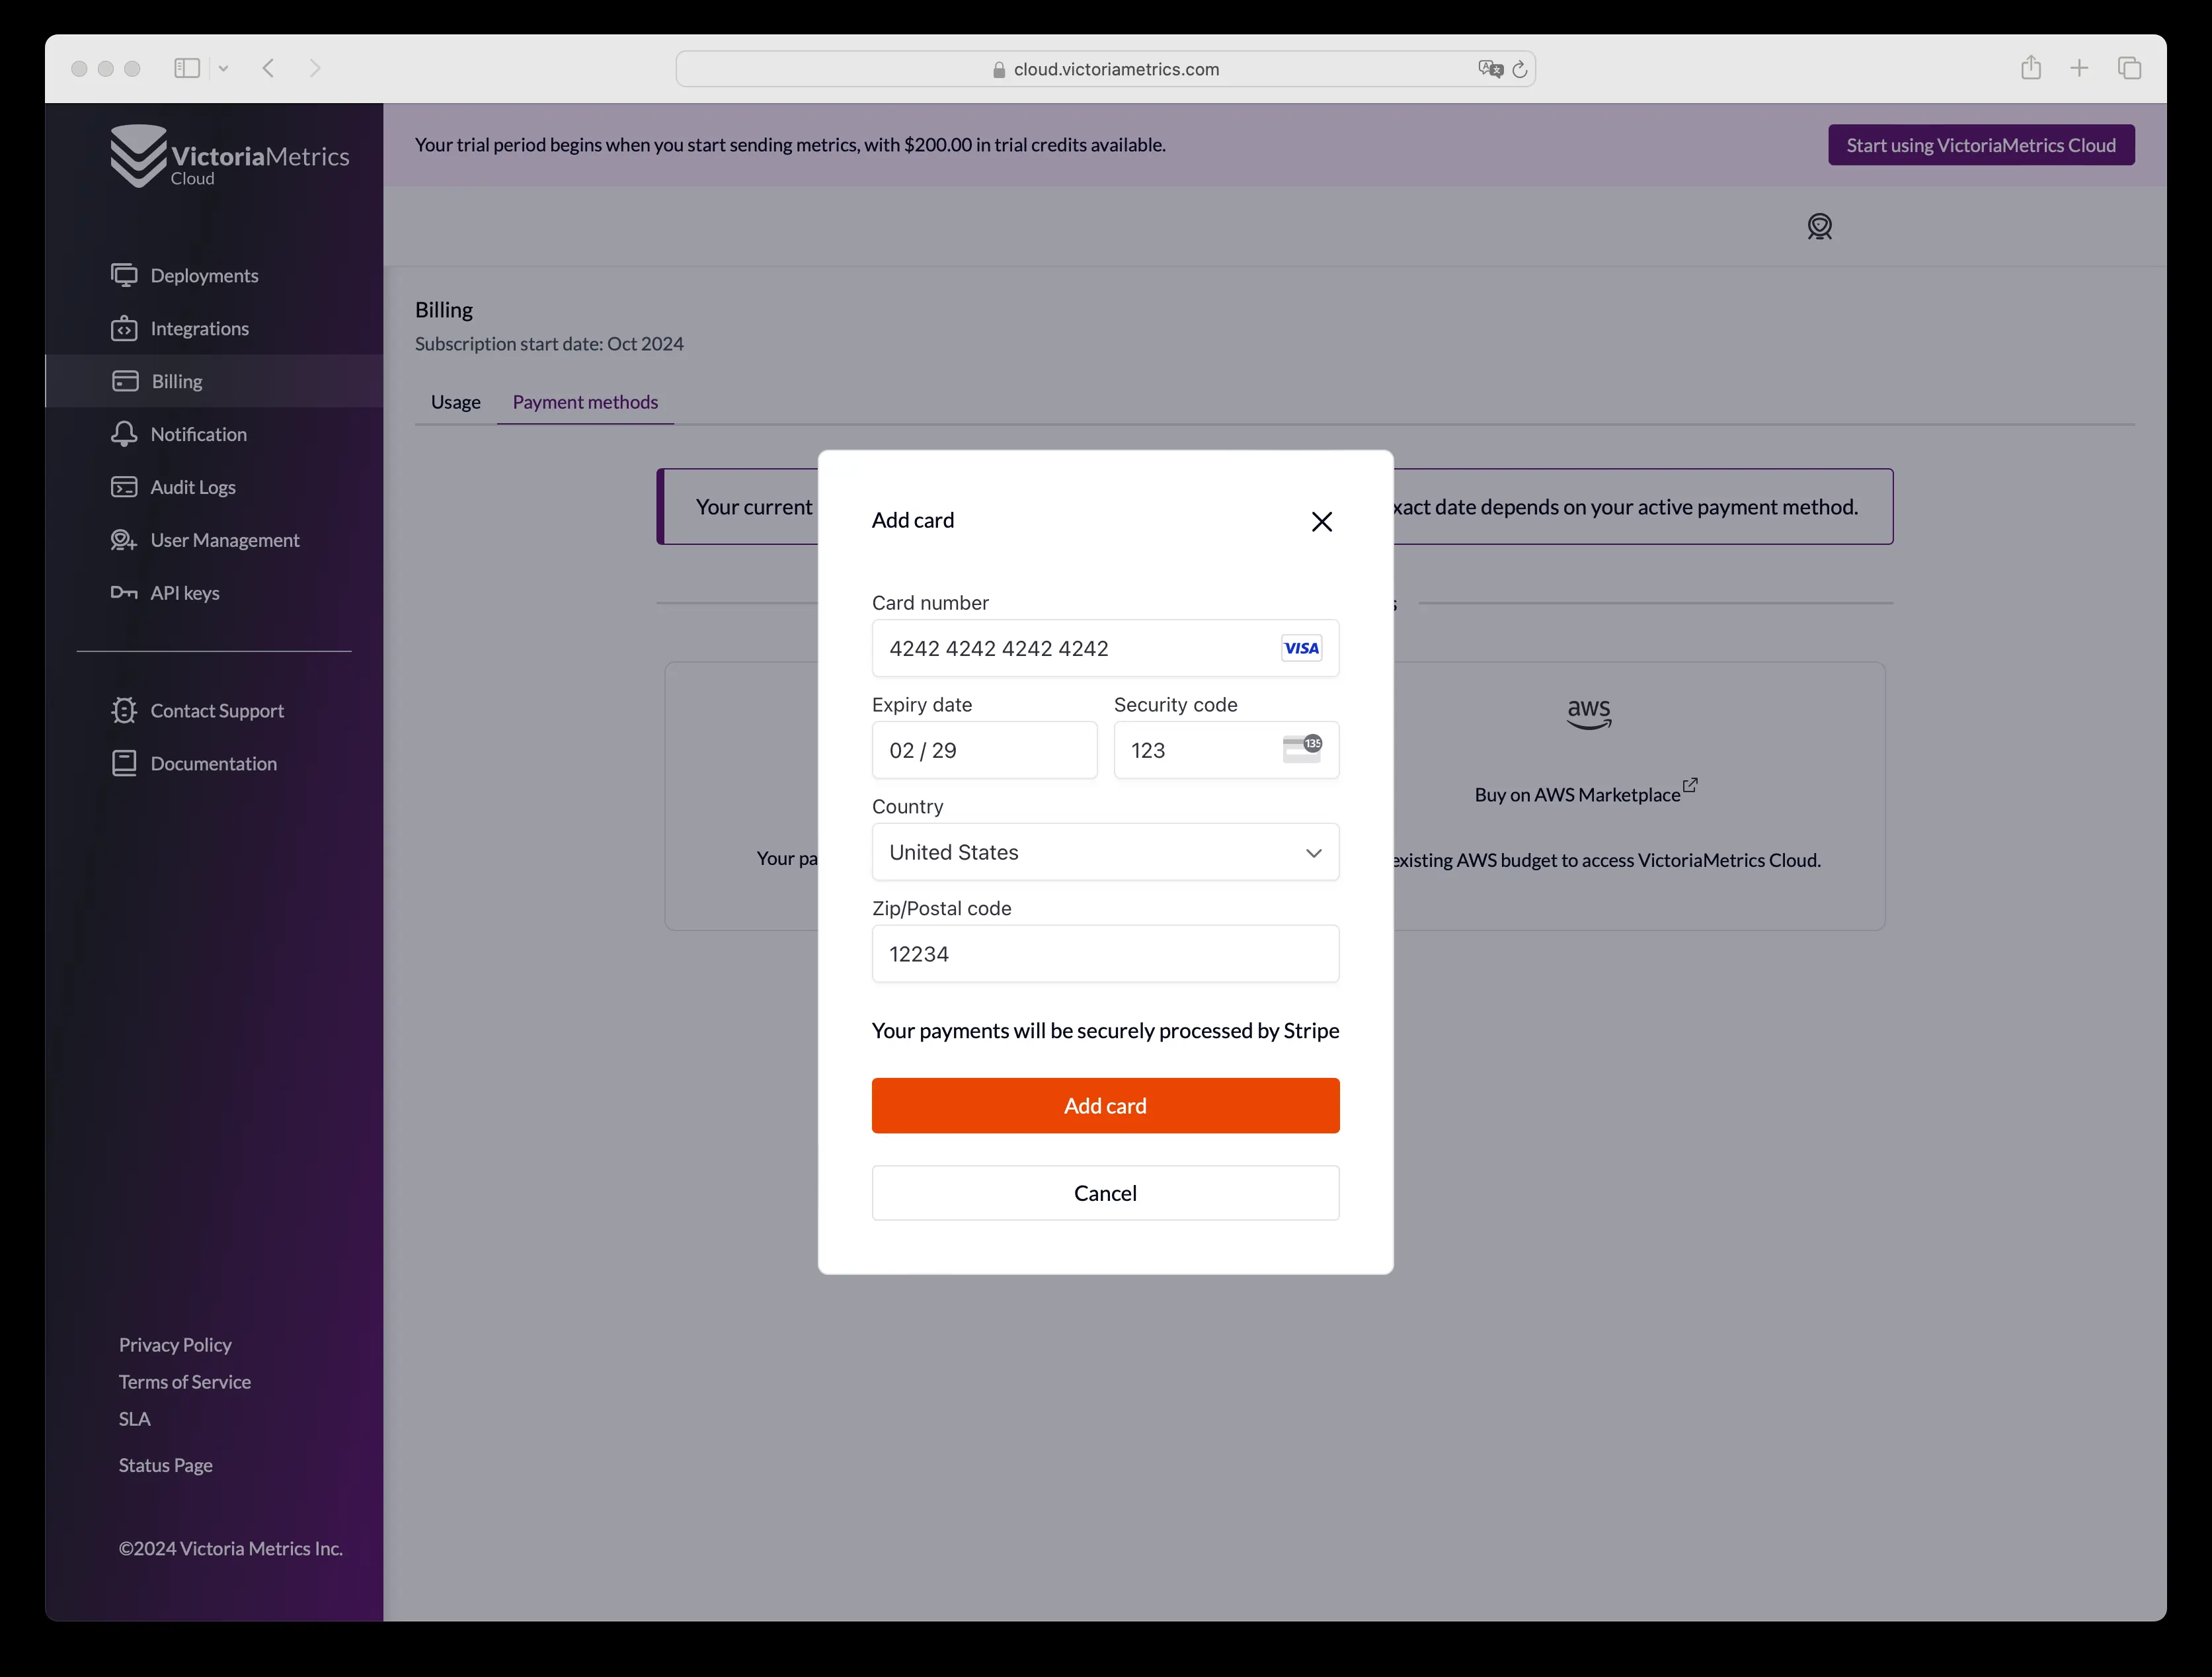 cloud.victoriametrics.com
VictoriaMetrics
Cloud
Your trial period begins when you start sending metrics, with $200.00 in trial credits available.
Start using VictoriaMetrics Cloud
Deployments
Integrations
Billing
Notification
Audit Logs
User Management
API keys
Contact Support
Documentation
Privacy Policy
Terms of Service
SLA
Status Page
©2024 Victoria Metrics Inc.
Billing
Subscription start date: Oct 2024
Usage
Payment methods
Your current
xact date depends on your active payment method.
s
aws
Buy on AWS Marketplace
Your pa
existing AWS budget to access VictoriaMetrics Cloud.
Add card
Card number
4242 4242 4242 4242
VISA
Expiry date
Security code
02 / 29
123
135
Country
United States
Zip/Postal code
12234
Your payments will be securely processed by Stripe
Add card
Cancel